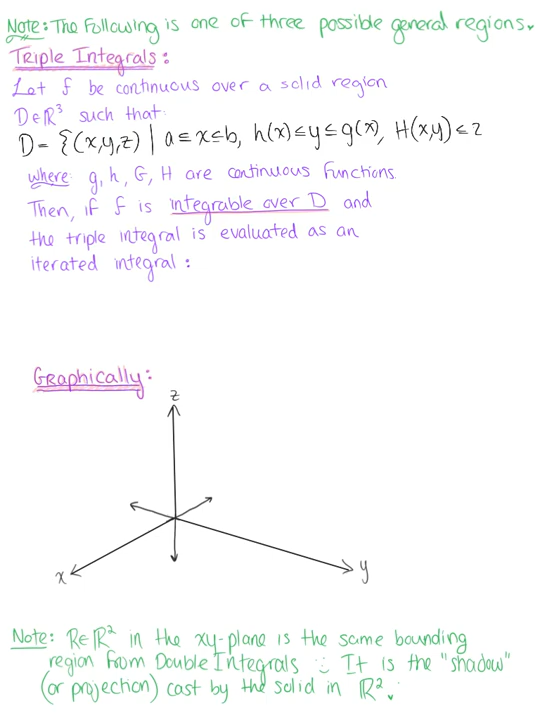 Note: The Following is one of three possible general regions.
Triple Integrals:
Let f be continuous over a solid region
D∈ℝ³ such that:
D = {(x,y,z) | a ≤ x ≤ b, h(x) ≤ y ≤ g(x), H(x,y) ≤ z
where g, h, G, H are continuous functions.
Then, if f is integrable over D and
the triple integral is evaluated as an
iterated integral:
Graphically:
z
x
y
Note: R∈ℝ² in the xy-plane is the same bounding
region from Double Integrals :) It is the "shadow"
(or projection) cast by the solid in ℝ².